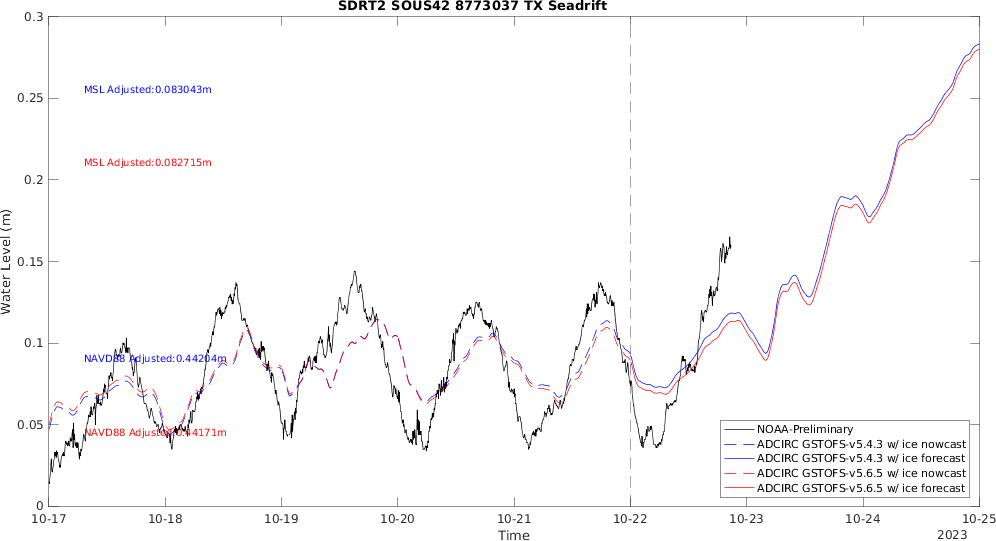 SDRT2 SOUS42 8773037 TX Seadrift
0.3
0.25
0.2
0.15
0.1
0.05
0
Water Level (m)
MSL Adjusted:0.083043m
MSL Adjusted:0.082715m
NAVD88 Adjusted:0.44204m
NAVD88 Adjusted:0.44171m
NOAA-Preliminary
ADCIRC GSTOFS-v5.4.3 w/ ice nowcast
ADCIRC GSTOFS-v5.4.3 w/ ice forecast
ADCIRC GSTOFS-v5.6.5 w/ ice nowcast
ADCIRC GSTOFS-v5.6.5 w/ ice forecast
10-17 10-18 10-19 10-20 10-21 10-22 10-23 10-24 10-25
Time
2023